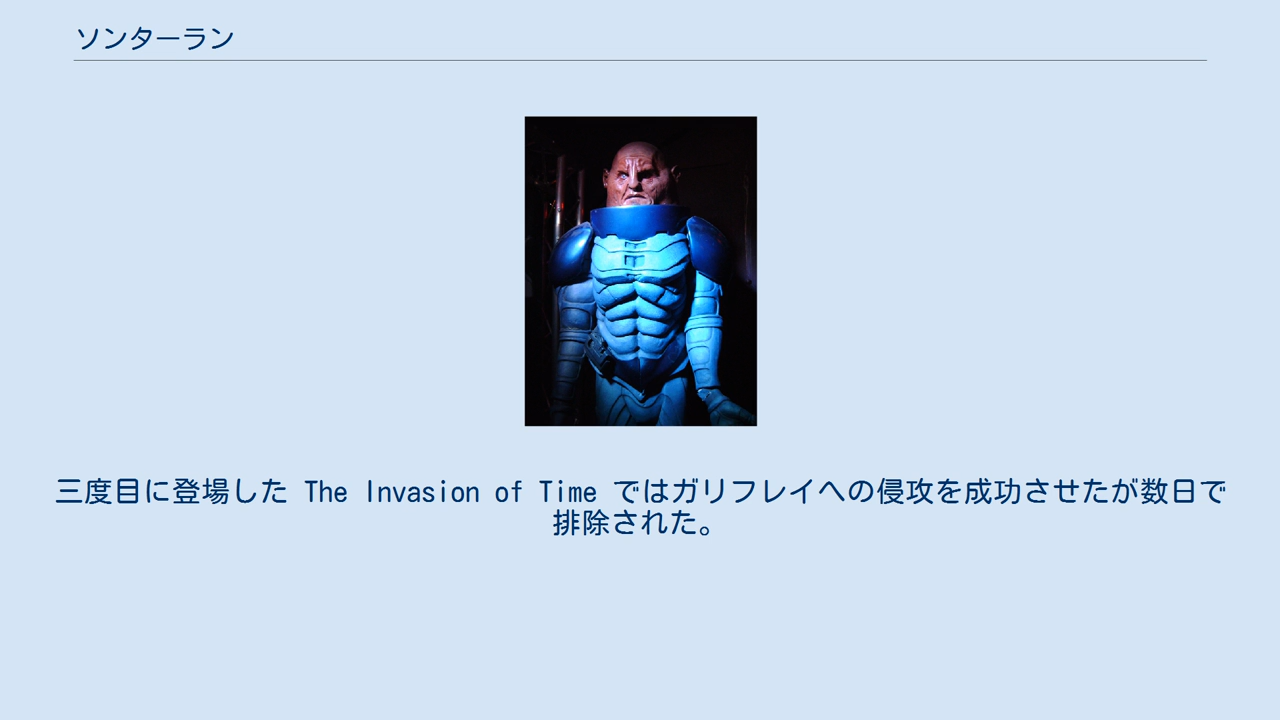 ソンターラン
三度目に登場した The Invasion of Time ではガリフレイへの侵攻を成功させたが数日で
排除された。